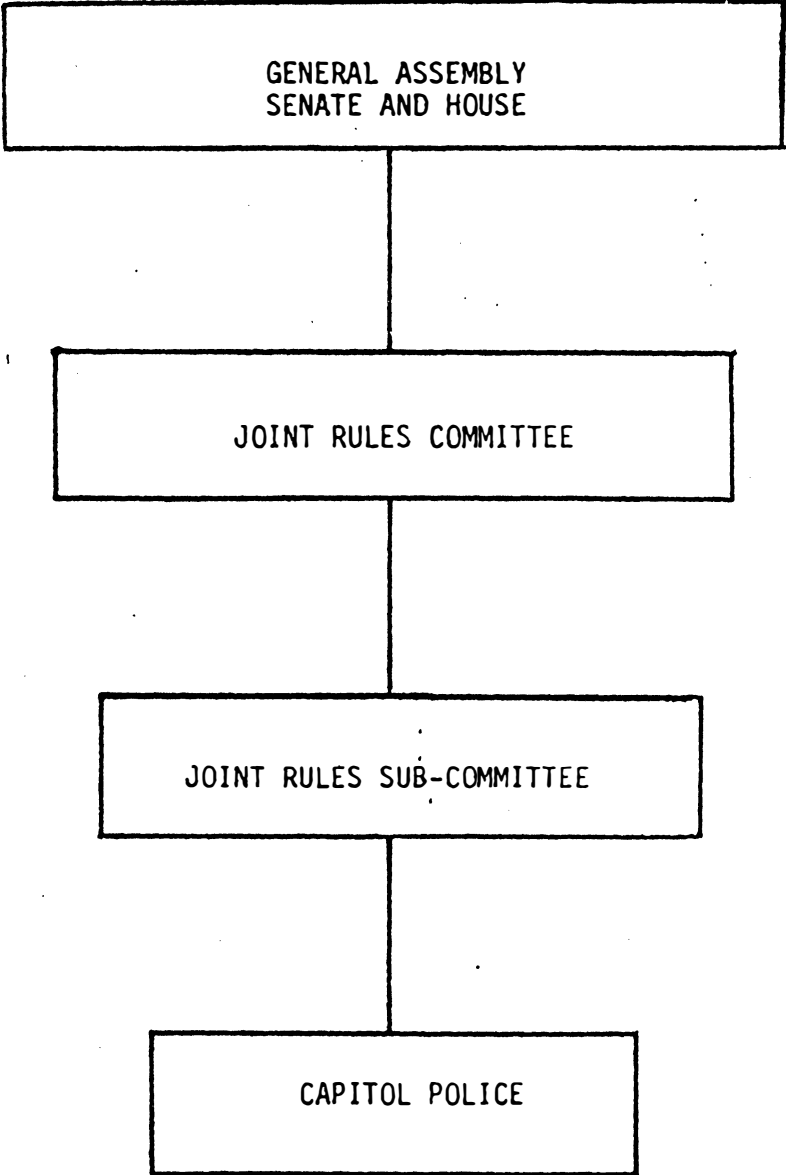 GENERAL ASSEMBLY
SENATE AND HOUSE
JOINT RULES COMMITTEE
JOINT RULES SUB-COMMITTEE
CAPITOL POLICE